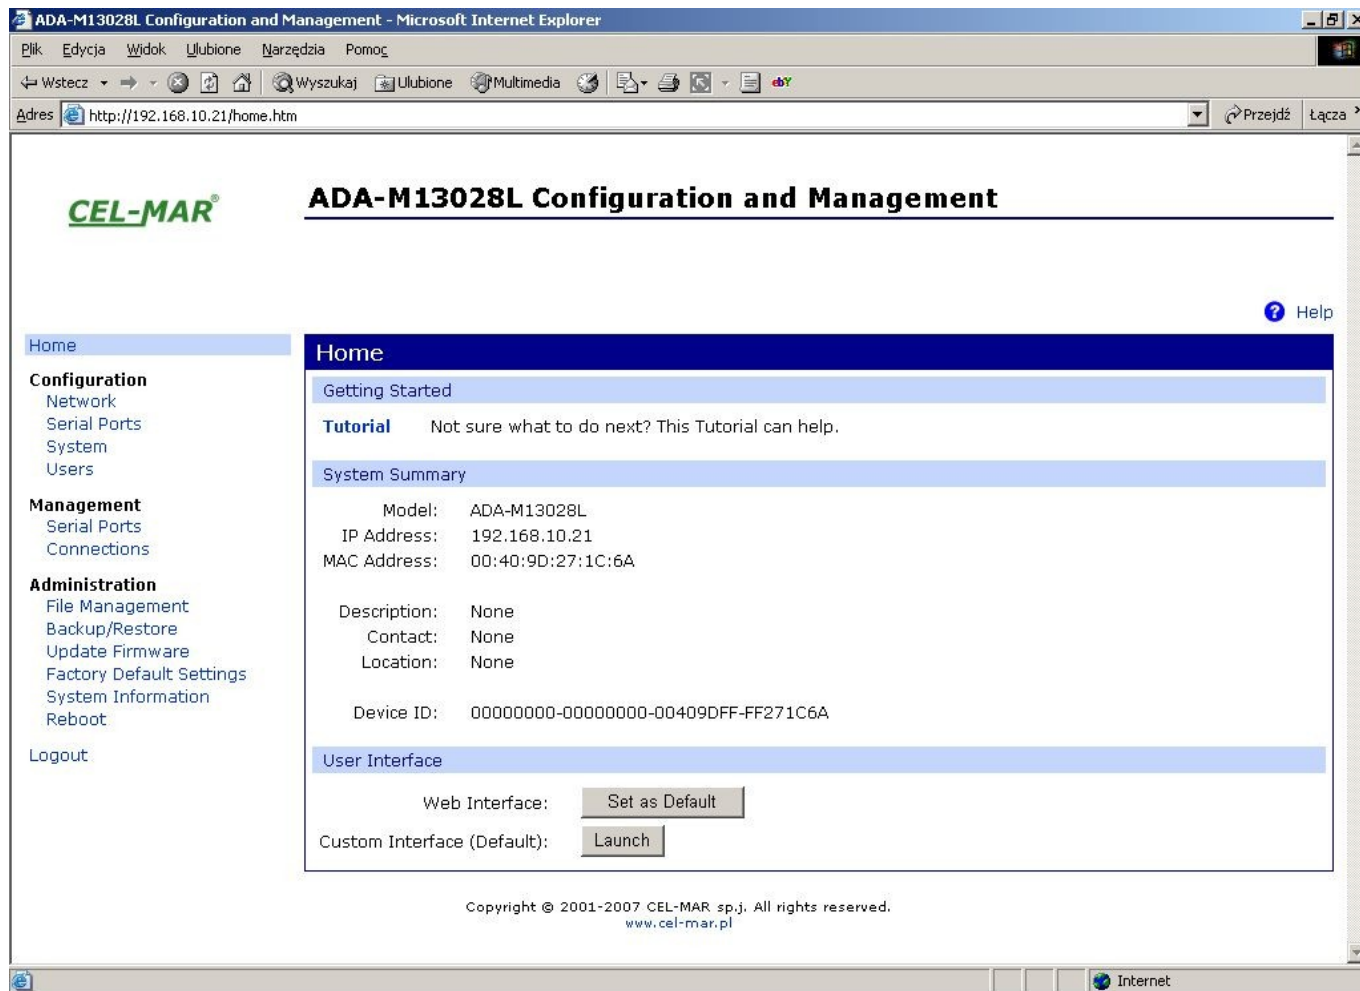 ADA-M13028L Configuration and Management - Microsoft Internet Explorer
Plik Edycja Widok Ulubione Narzędzia Pomoc
Wstecz Wyszukaj Ulubione Multimedia
Adres http://192.168.10.21/home.htm Przejdź Łącza
CEL-MAR®
ADA-M13028L Configuration and Management
Help
Home
Configuration
Network
Serial Ports
System
Users
Management
Serial Ports
Connections
Administration
File Management
Backup/Restore
Update Firmware
Factory Default Settings
System Information
Reboot
Logout
Home
Getting Started
Tutorial Not sure what to do next? This Tutorial can help.
System Summary
Model: ADA-M13028L
IP Address: 192.168.10.21
MAC Address: 00:40:9D:27:1C:6A
Description: None
Contact: None
Location: None
Device ID: 00000000-00000000-00409DFF-FF271C6A
User Interface
Web Interface: Set as Default
Custom Interface (Default): Launch
Copyright © 2001-2007 CEL-MAR sp.j. All rights reserved.
www.cel-mar.pl
Internet